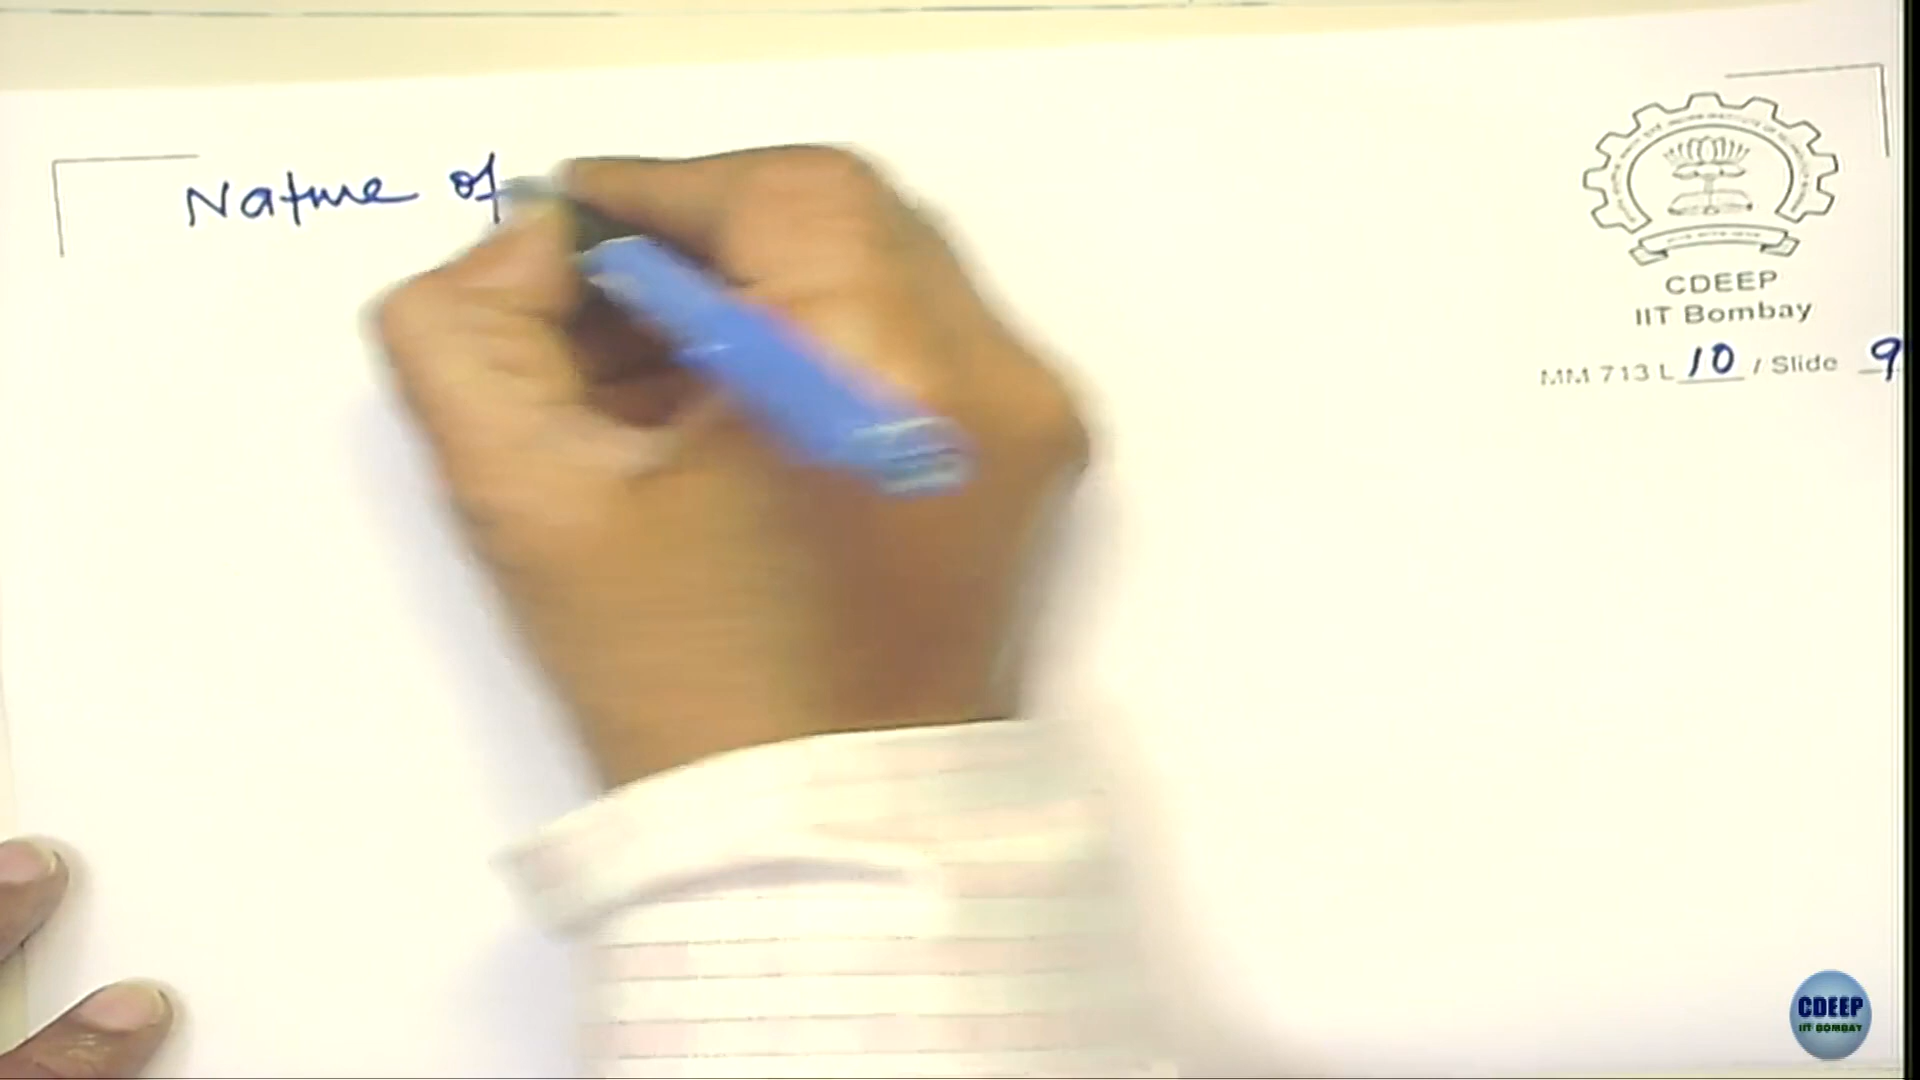 Nature of
CDEEP
IIT Bombay
MM 713 L 10 / Slide 9
CDEEP
IIT BOMBAY